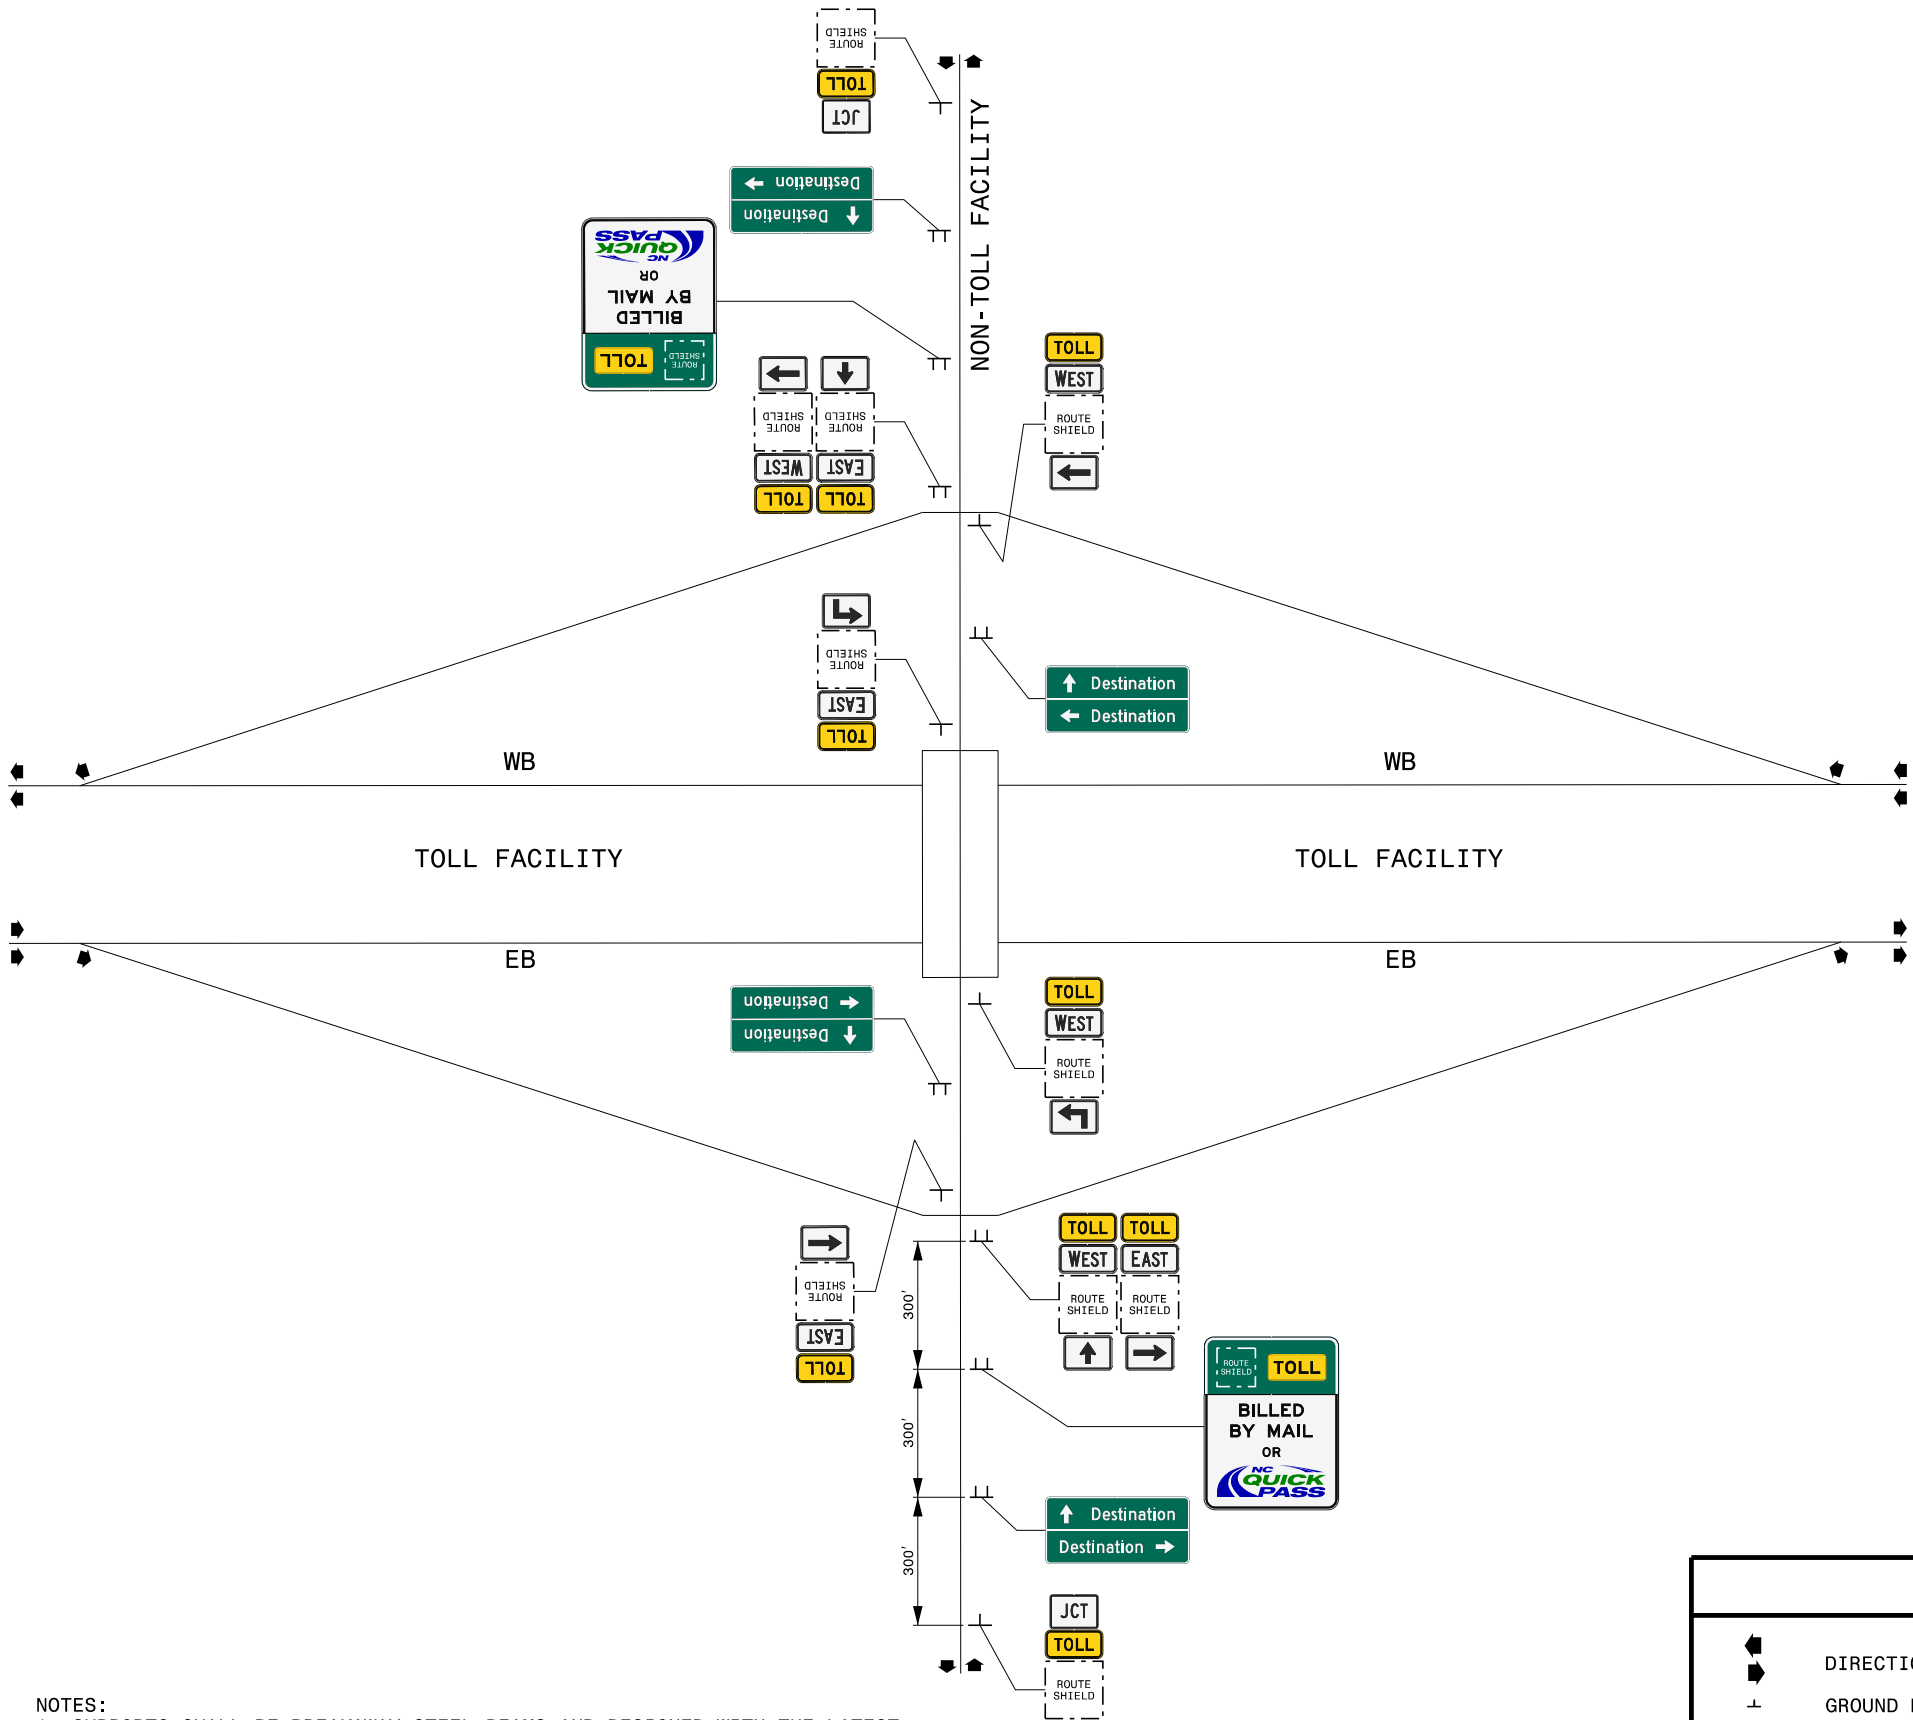 ROUTE
SHIELD
TOLL
JCT
NON-TOLL FACILITY
Destination
Destination
NC
QUICK
PASS
OR
BILLED
BY MAIL
TOLL
ROUTE
SHIELD
ROUTE
SHIELD
WEST
TOLL
ROUTE
SHIELD
EAST
TOLL
TOLL
WEST
ROUTE
SHIELD
ROUTE
SHIELD
EAST
TOLL
Destination
Destination
WB
WB
TOLL FACILITY
TOLL FACILITY
EB
EB
Destination
Destination
TOLL
WEST
ROUTE
SHIELD
ROUTE
SHIELD
EAST
TOLL
TOLL
WEST
ROUTE
SHIELD
TOLL
EAST
ROUTE
SHIELD
300'
300'
300'
ROUTE
SHIELD
TOLL
BILLED
BY MAIL
OR
NC
QUICK
PASS
Destination
Destination
JCT
TOLL
ROUTE
SHIELD
NOTES: